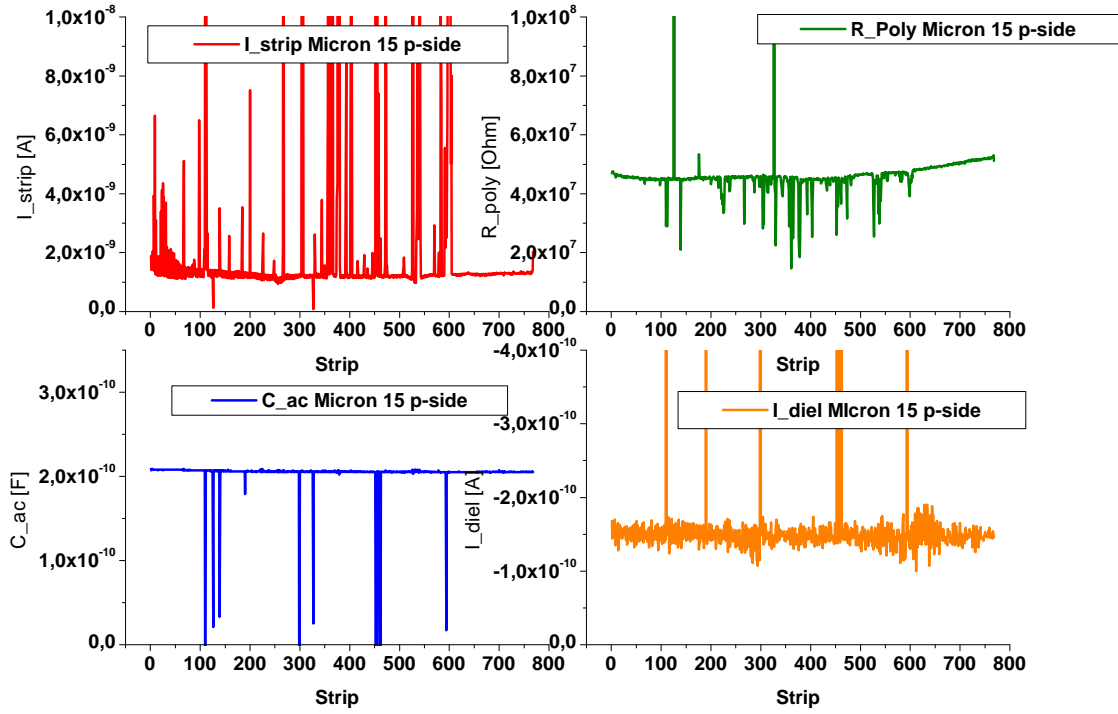 1,0x10⁻⁸
8,0x10⁻⁹
6,0x10⁻⁹
4,0x10⁻⁹
2,0x10⁻⁹
0,0
I_strip [A]
I_strip Micron 15 p-side
0 100 200 300 400 500 600 700 800
Strip
1,0x10⁸
8,0x10⁷
6,0x10⁷
4,0x10⁷
2,0x10⁷
0,0
R_poly [Ohm]
R_Poly Micron 15 p-side
0 100 200 300 400 500 600 700 800
Strip
3,0x10⁻¹⁰
2,0x10⁻¹⁰
1,0x10⁻¹⁰
0,0
C_ac [F]
C_ac Micron 15 p-side
0 100 200 300 400 500 600 700 800
Strip
-4,0x10⁻¹⁰
-3,0x10⁻¹⁰
-2,0x10⁻¹⁰
-1,0x10⁻¹⁰
0,0
I_diel [A]
I_diel MIcron 15 p-side
0 100 200 300 400 500 600 700 800
Strip